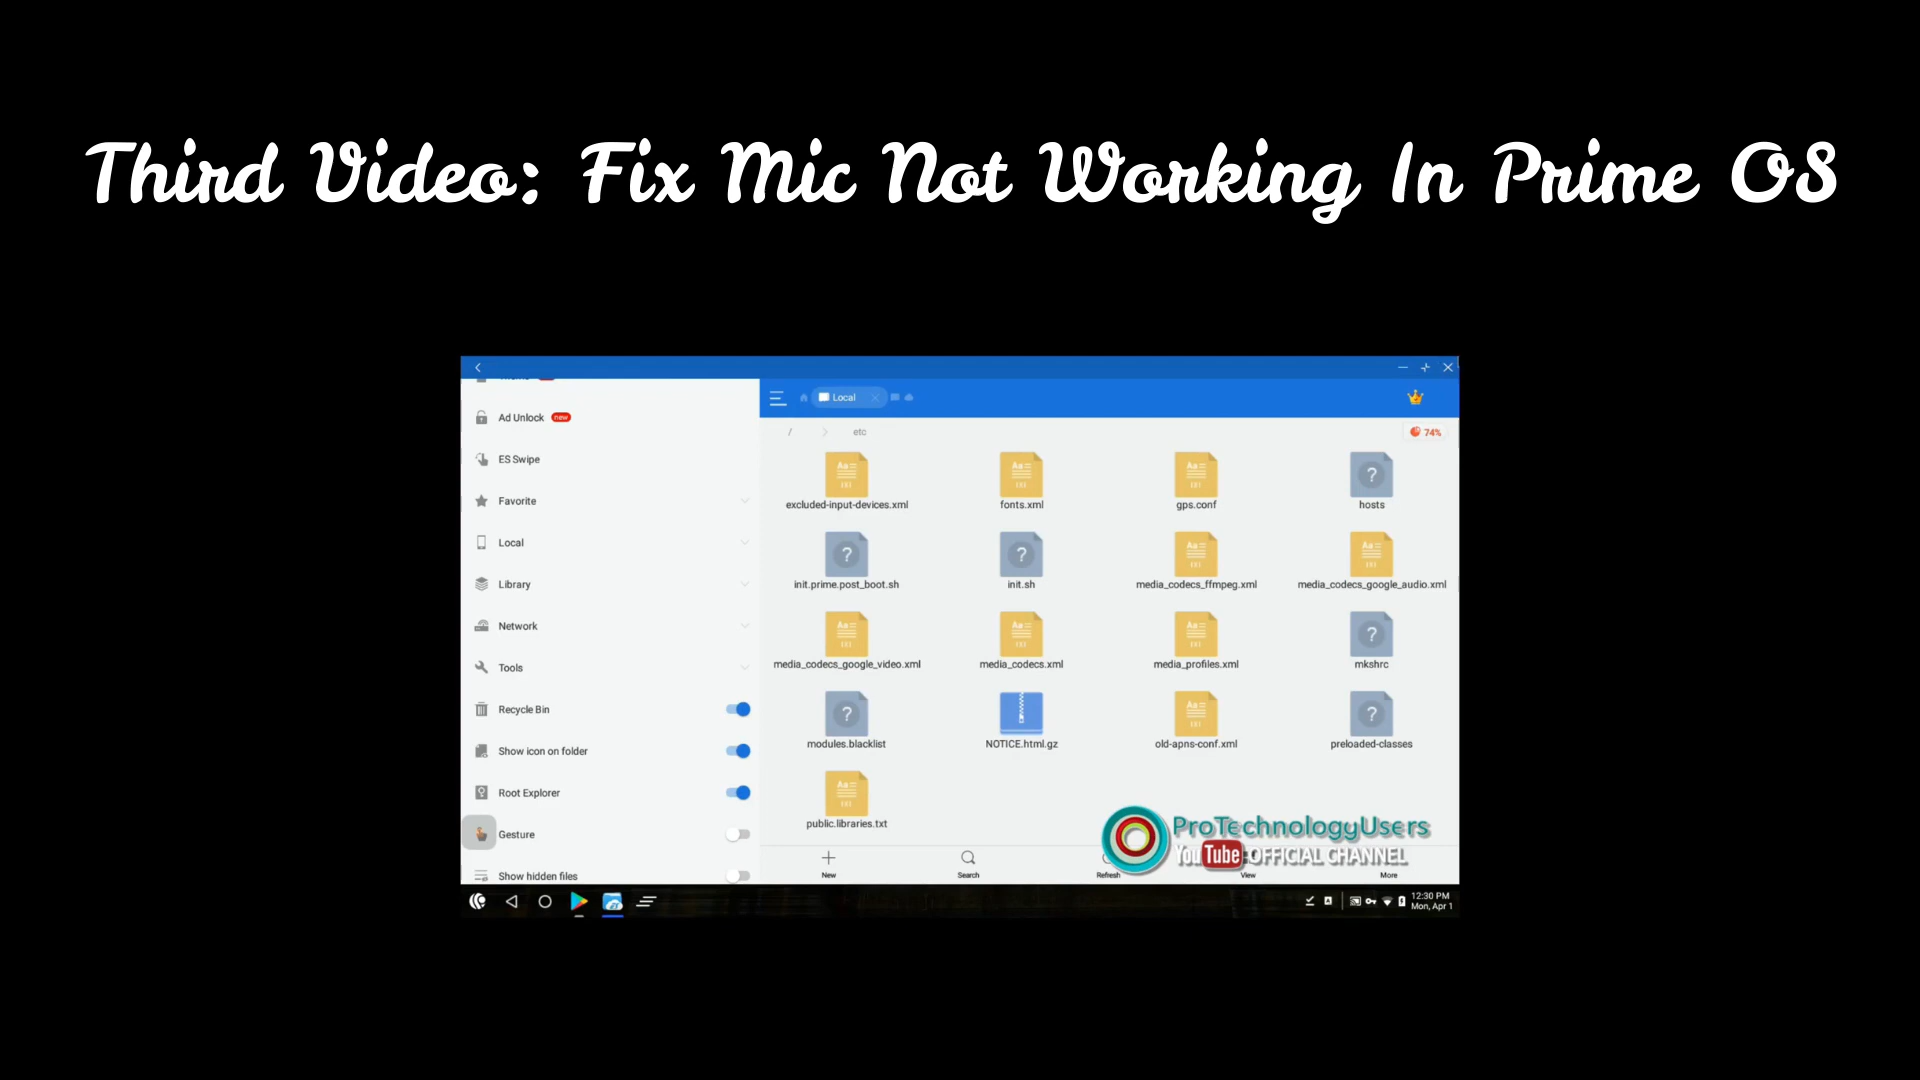 Third Video: Fix Mic Not Working In Prime OS
Ad Unlock new
ES Swipe
Favorite
Local
Library
Network
Tools
Recycle Bin
Show icon on folder
Root Explorer
Gesture
Show hidden files
Local
/ etc
74%
excluded-input-devices.xml fonts.xml gps.conf hosts
init.prime.post_boot.sh init.sh media_codecs_ffmpeg.xml media_codecs_google_audio.xml
media_codecs_google_video.xml media_codecs.xml media_profiles.xml mkshrc
modules.blacklist NOTICE.html.gz old-apns-conf.xml preloaded-classes
public.libraries.txt
ProTechnologyUsers
YouTube OFFICIAL CHANNEL
New Search Refresh View More
12:30 PM
Mon, Apr 1